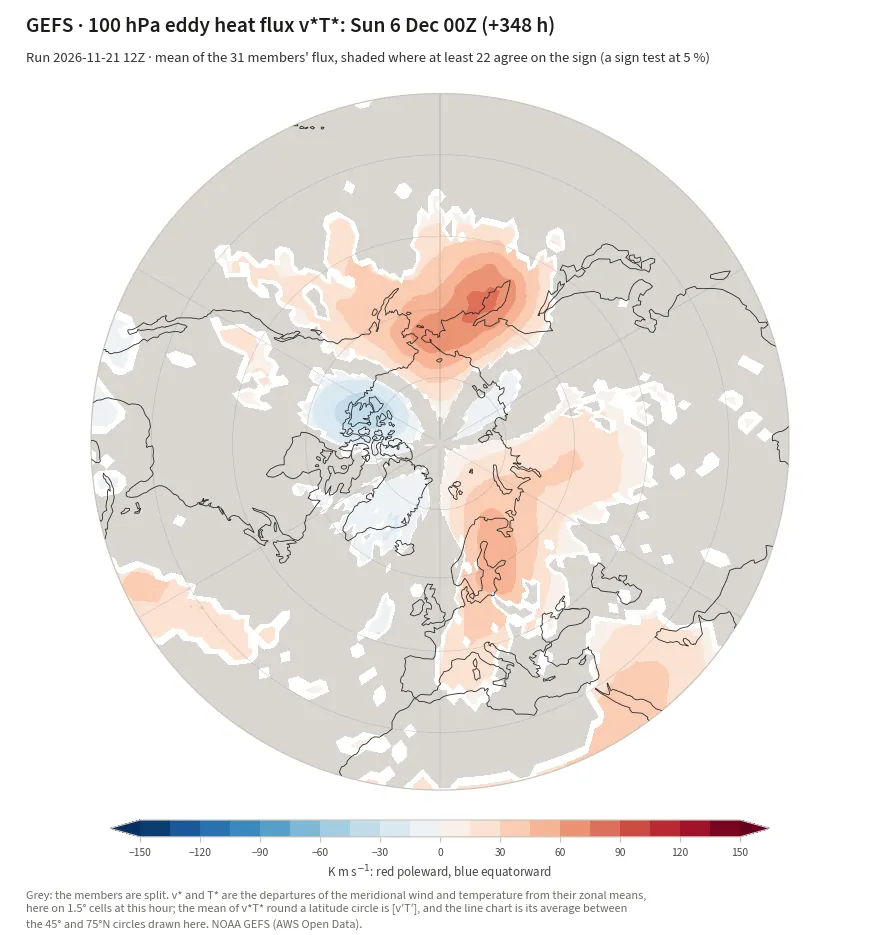 GEFS · 100 hPa eddy heat flux v*T*: Sun 6 Dec 00Z (+348 h)
Run 2026-11-21 12Z · mean of the 31 members' flux, shaded where at least 22 agree on the sign (a sign test at 5 %)
−150 −120 −90 −60 −30 0 30 60 90 120 150
K m s⁻¹: red poleward, blue equatorward
Grey: the members are split. v* and T* are the departures of the meridional wind and temperature from their zonal means,
here on 1.5° cells at this hour; the mean of v*T* round a latitude circle is [v'T'], and the line chart is its average between
the 45° and 75°N circles drawn here. NOAA GEFS (AWS Open Data).